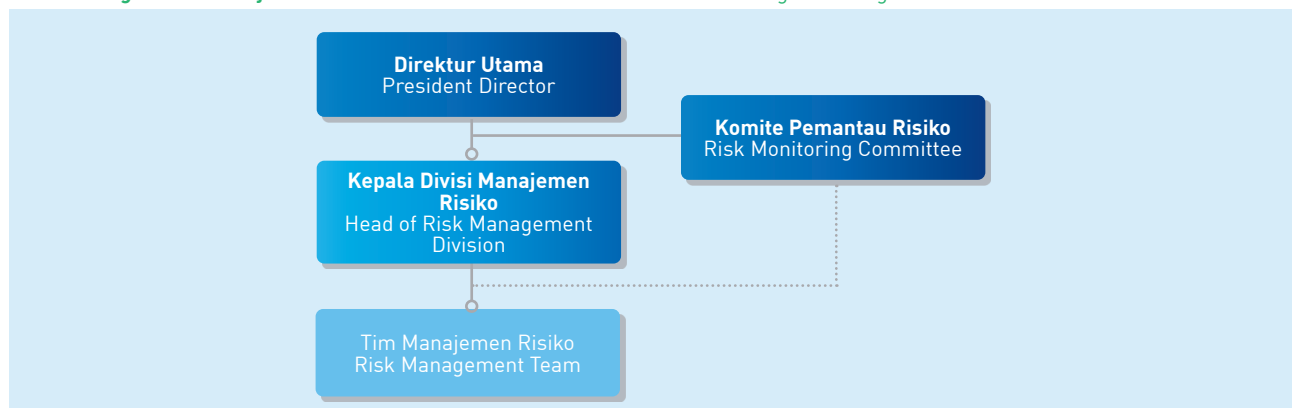 Direktur Utama
President Director
Komite Pemantau Risiko
Risk Monitoring Committee
Kepala Divisi Manajemen
Risiko
Head of Risk Management
Division
Tim Manajemen Risiko
Risk Management Team